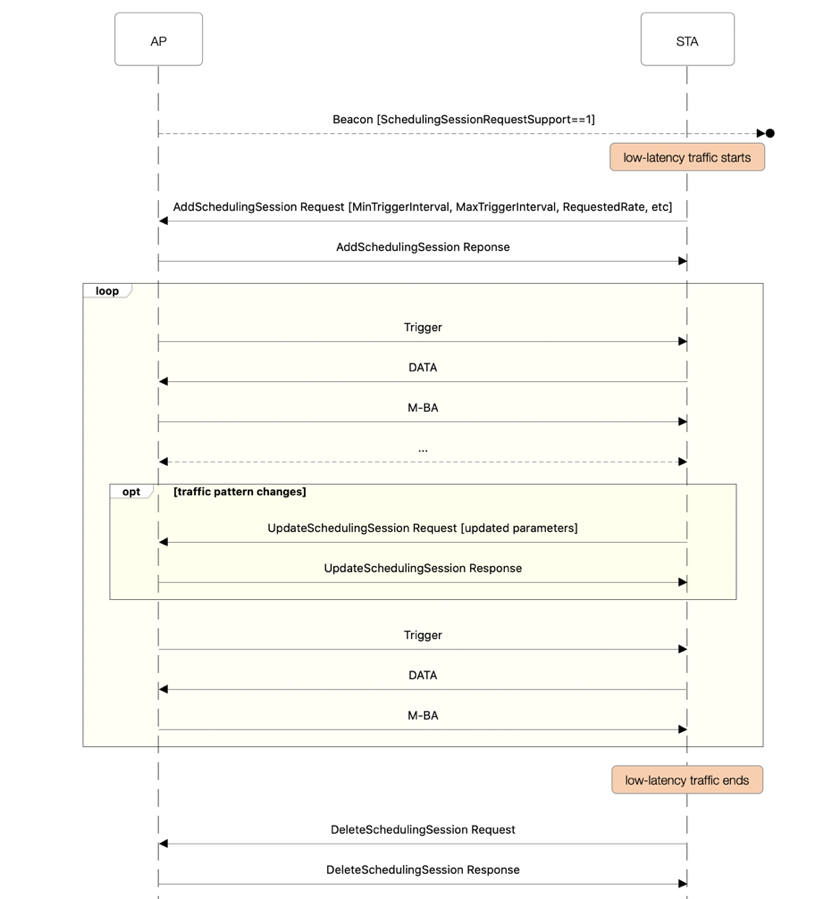 AP
STA
Beacon [SchedulingSessionRequestSupport==1]
low-latency traffic starts
AddSchedulingSession Request [MinTriggerInterval, MaxTriggerInterval, RequestedRate, etc]
AddSchedulingSession Reponse
loop
Trigger
DATA
M-BA
...
opt
[traffic pattern changes]
UpdateSchedulingSession Request [updated parameters]
UpdateSchedulingSession Response
Trigger
DATA
M-BA
low-latency traffic ends
DeleteSchedulingSession Request
DeleteSchedulingSession Response